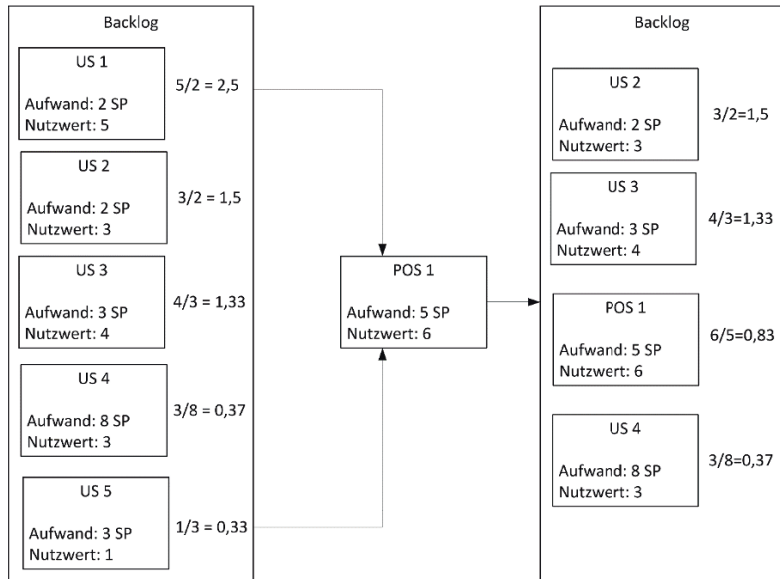 Backlog
US 1
Aufwand: 2 SP
Nutzwert: 5
5/2 = 2,5
US 2
Aufwand: 2 SP
Nutzwert: 3
3/2 = 1,5
US 3
Aufwand: 3 SP
Nutzwert: 4
4/3 = 1,33
US 4
Aufwand: 8 SP
Nutzwert: 3
3/8 = 0,37
US 5
Aufwand: 3 SP
Nutzwert: 1
1/3 = 0,33
POS 1
Aufwand: 5 SP
Nutzwert: 6
Backlog
US 2
Aufwand: 2 SP
Nutzwert: 3
3/2=1,5
US 3
Aufwand: 3 SP
Nutzwert: 4
4/3=1,33
POS 1
Aufwand: 5 SP
Nutzwert: 6
6/5=0,83
US 4
Aufwand: 8 SP
Nutzwert: 3
3/8=0,37